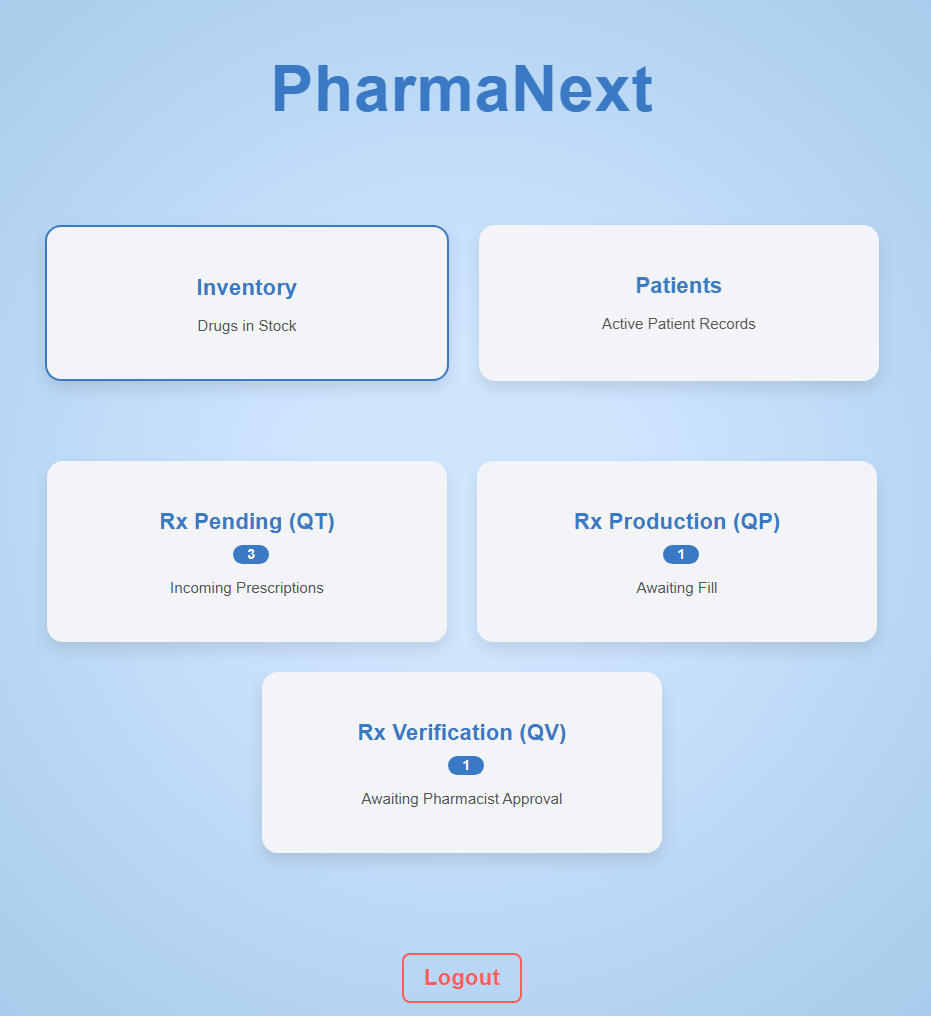 PharmaNext
Inventory
Drugs in Stock
Patients
Active Patient Records
Rx Pending (QT)
3
Incoming Prescriptions
Rx Production (QP)
1
Awaiting Fill
Rx Verification (QV)
1
Awaiting Pharmacist Approval
Logout